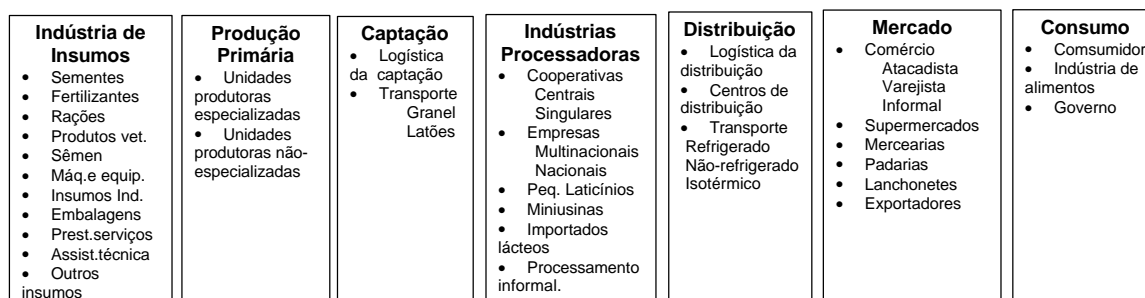 Indústria de
Insumos
• Sementes
• Fertilizantes
• Rações
• Produtos vet.
• Sêmen
• Máq.e equip.
• Insumos Ind.
• Embalagens
• Prest.serviços
• Assist.técnica
• Outros
insumos
Produção
Primária
• Unidades
produtoras
especializadas
• Unidades
produtoras não-
especializadas
Captação
• Logística
da captação
• Transporte
Granel
Latões
Indústrias
Processadoras
• Cooperativas
Centrais
Singulares
• Empresas
Multinacionais
Nacionais
• Peq. Laticínios
• Miniusinas
• Importados
lácteos
• Processamento
informal.
Distribuição
• Logística da
distribuição
• Centros de
distribuição
• Transporte
Refrigerado
Não-refrigerado
Isotérmico
Mercado
• Comércio
Atacadista
Varejista
Informal
• Supermercados
• Mercearias
• Padarias
• Lanchonetes
• Exportadores
Consumo
• Comsumidor
• Indústria de
alimentos
• Governo